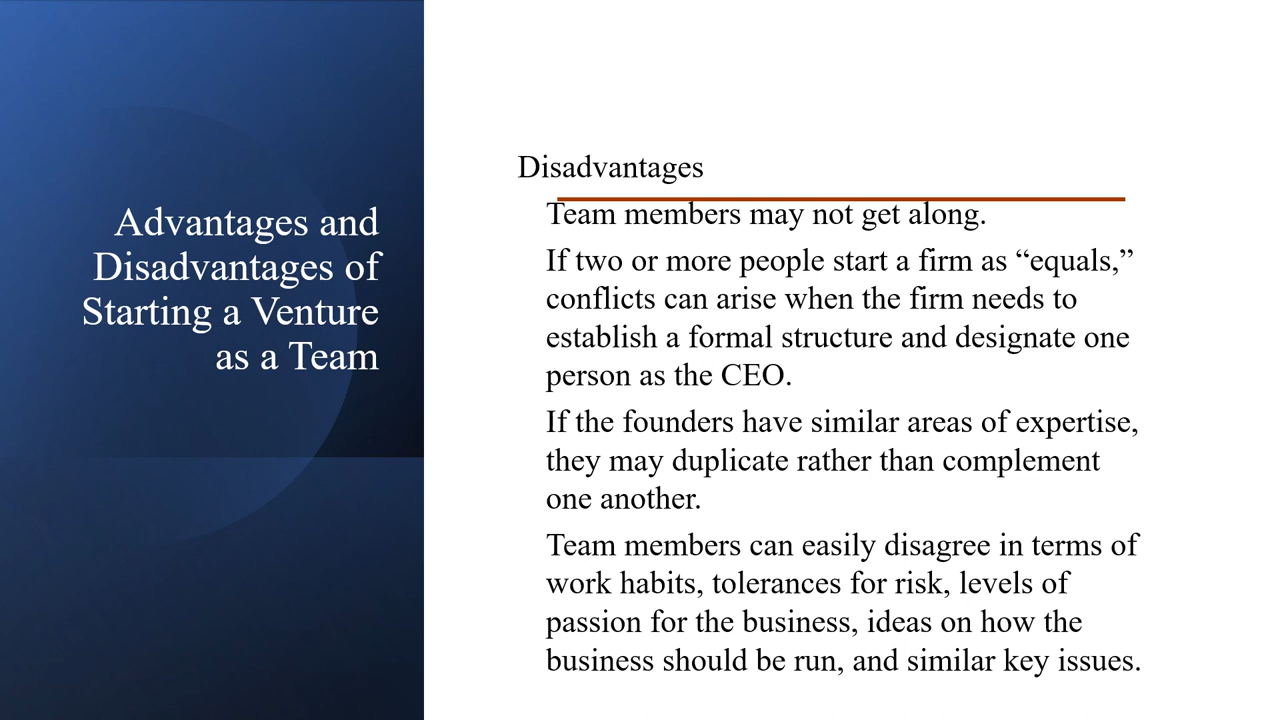 Advantages and
Disadvantages of
Starting a Venture
as a Team
Disadvantages
Team members may not get along.
If two or more people start a firm as “equals,”
conflicts can arise when the firm needs to
establish a formal structure and designate one
person as the CEO.
If the founders have similar areas of expertise,
they may duplicate rather than complement
one another.
Team members can easily disagree in terms of
work habits, tolerances for risk, levels of
passion for the business, ideas on how the
business should be run, and similar key issues.